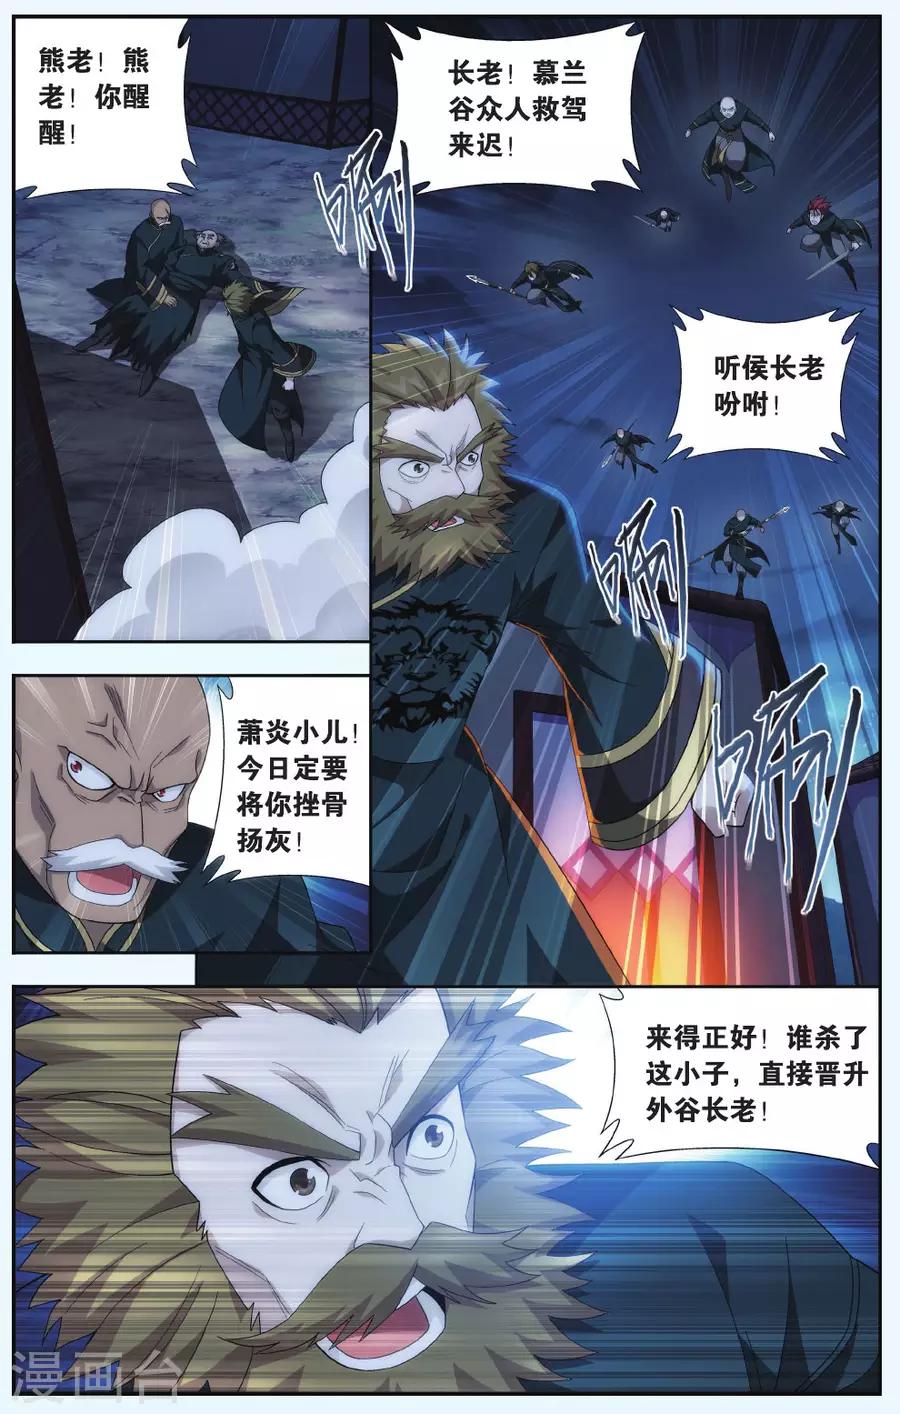 熊老！熊
老！你醒
醒！
长老！慕兰
谷众人救驾
来迟！
唰
听侯长老
吩咐！
唰
唰
萧炎小儿！
今日定要
将你挫骨
扬灰！
来得正好！谁杀了
这小子，直接晋升
外谷长老！
漫画台